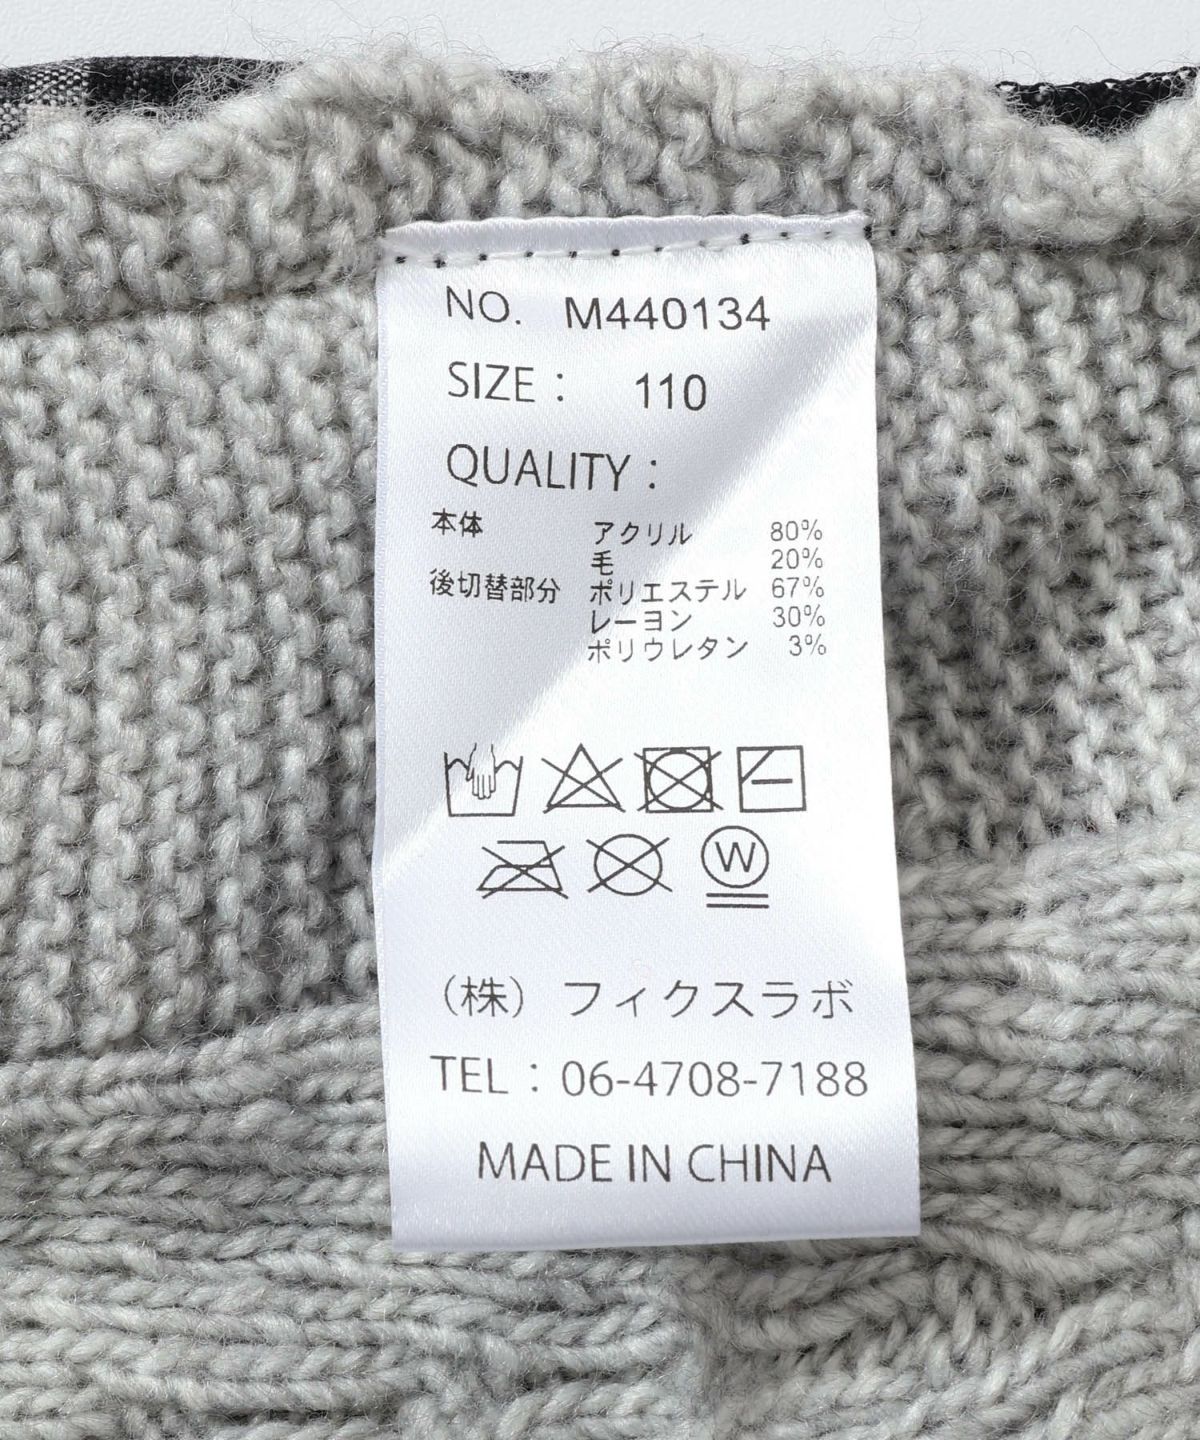 NO. M440134
SIZE : 110
QUALITY :
本体 アクリル 80%
毛 20%
後切替部分 ポリエステル 67%
レーヨン 30%
ポリウレタン 3%
W
(株) フィクスラボ
TEL : 06-4708-7188
MADE IN CHINA